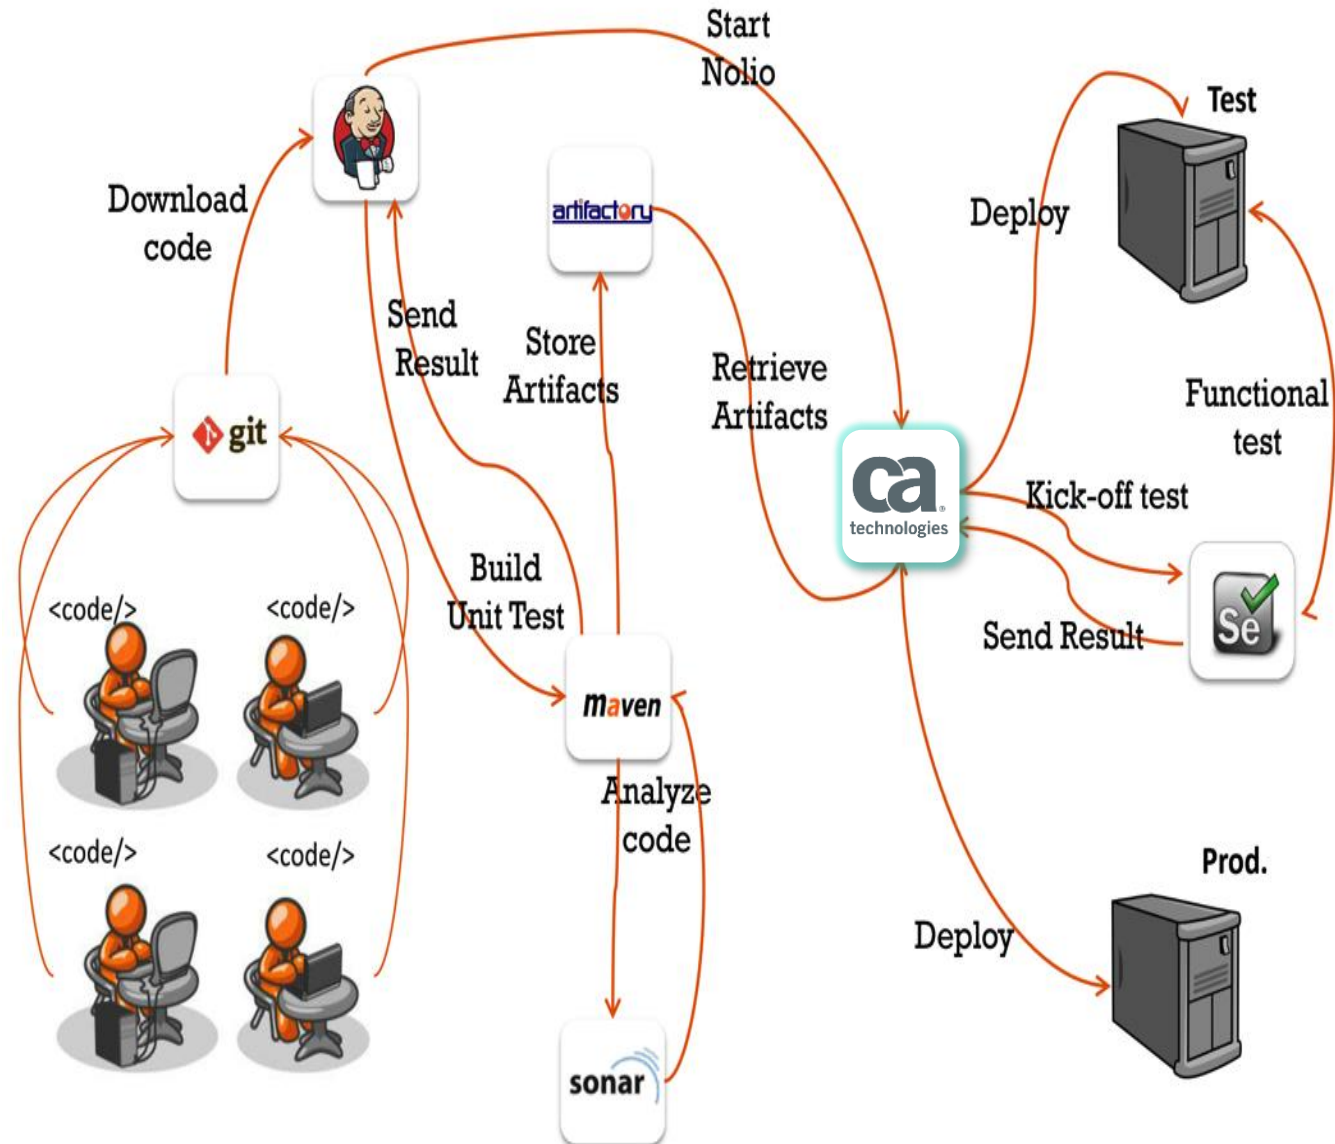 Start
Nolio
Test
Download
code
artifactory
Deploy
Send
Result
Store
Artifacts
Retrieve
Artifacts
Functional
test
git
ca
technologies
Kick-off test
Build
Unit Test
Send Result
Se
<code/>
<code/>
maven
Analyze
code
<code/>
<code/>
Prod.
Deploy
sonar